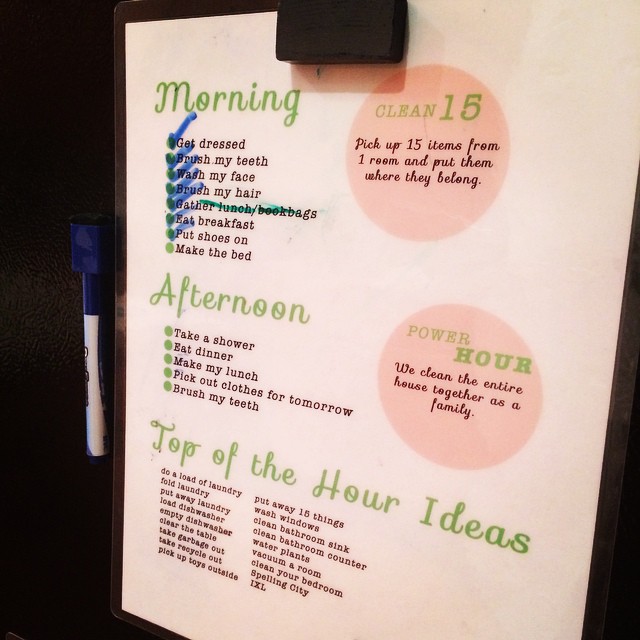 Morning
Get dressed
Brush my teeth
Wash my face
Brush my hair
Gather lunch/bookbags
Eat breakfast
Put shoes on
Make the bed
CLEAN 15
Pick up 15 items from
1 room and put them
where they belong.
Afternoon
Take a shower
Eat dinner
Make my lunch
Pick out clothes for tomorrow
Brush my teeth
POWER
HOUR
We clean the entire
house together as a
family.
Top of the Hour Ideas
do a load of laundry
fold laundry
put away laundry
load dishwasher
empty dishwasher
clear the table
take garbage out
take recycle out
pick up toys outside
put away 15 things
wash windows
clean bathroom sink
clean bathroom counter
water plants
vacuum a room
clean your bedroom
Spelling City
IXL